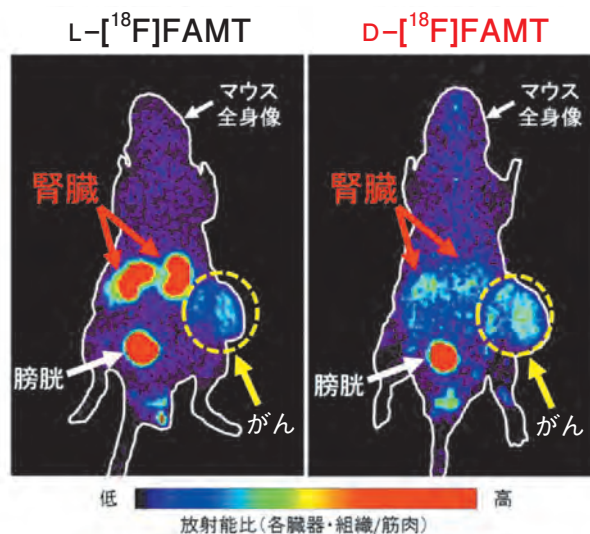 L-[¹⁸F]FAMT
D-[¹⁸F]FAMT
マウス
全身像
腎臓
膀胱
がん
マウス
全身像
腎臓
膀胱
がん
低
高
放射能比(各臓器・組織/筋肉)